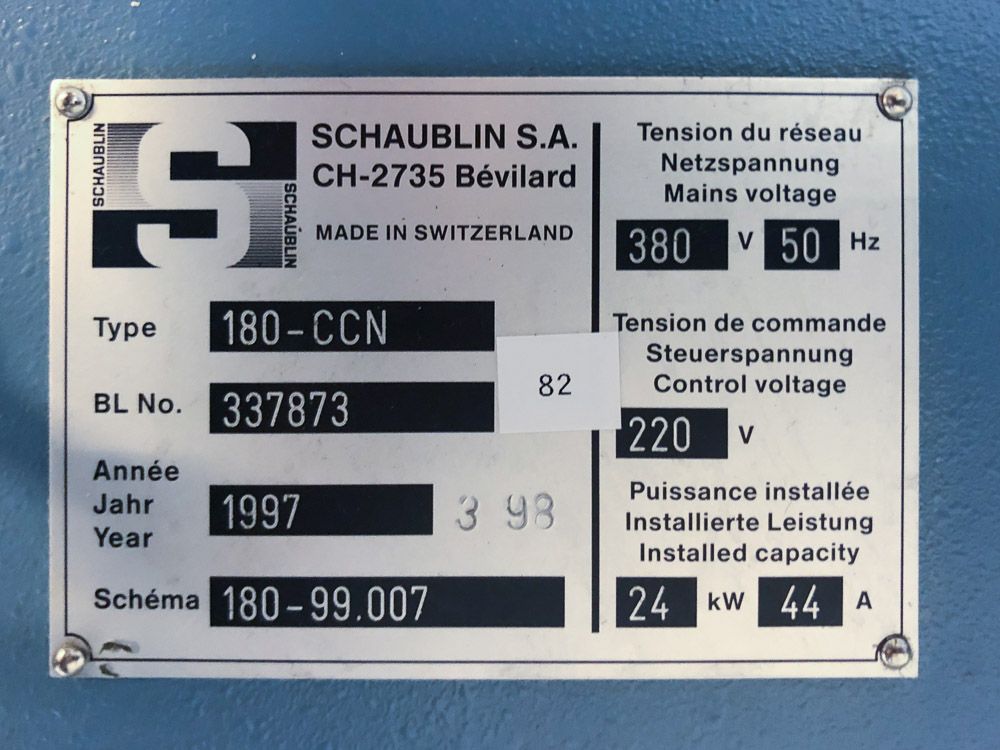 SCHAUBLIN
SCHAUBLIN
SCHAUBLIN S.A.
CH-2735 Bévilard
MADE IN SWITZERLAND
Type 180-CCN
BL No. 337873
82
Année
Jahr
Year
1997 3 98
Schéma 180-99.007
Tension du réseau
Netzspannung
Mains voltage
380 V 50 Hz
Tension de commande
Steuerspannung
Control voltage
220 V
Puissance installée
Installierte Leistung
Installed capacity
24 kW 44 A